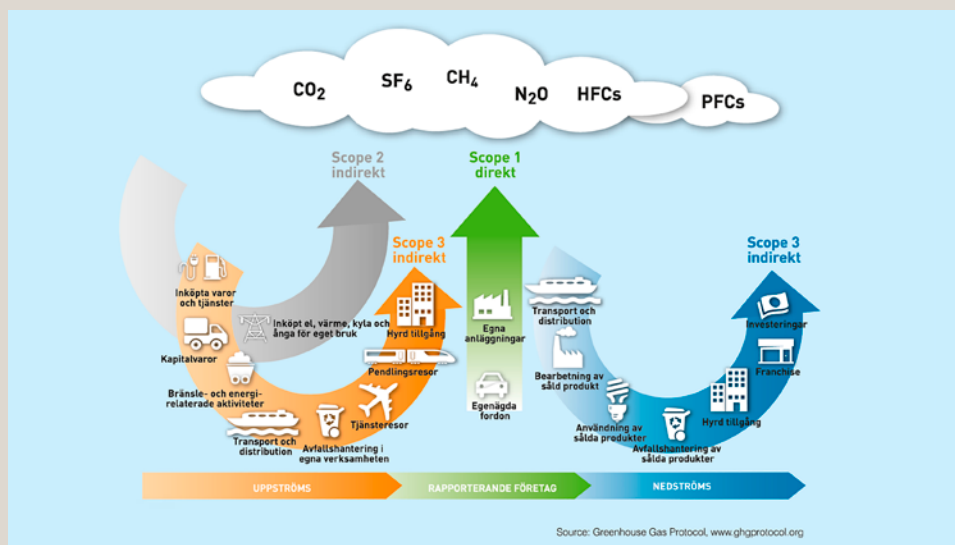 CO₂
SF₆
CH₄
N₂O
HFCs
PFCs
Scope 2
indirekt
Scope 1
direkt
Scope 3
indirekt
Scope 3
indirekt
Inköpta varor
och tjänster
Inköpt el, värme, kyla och
ånga för eget bruk
Kapitalvaror
Bränsle- och energi-
relaterade aktiviteter
Transport och
distribution
Avfallshantering i
egna verksamheten
Tjänsteresor
Pendlingsresor
Hyrd tillgång
Egna
anläggningar
Egenägda
fordon
Transport och
distribution
Bearbetning av
såld produkt
Användning av
sålda produkter
Avfallshantering av
sålda produkter
Hyrd tillgång
Franchise
Investeringar
UPPSTRÖMS
RAPPORTERANDE FÖRETAG
NEDSTRÖMS
Source: Greenhouse Gas Protocol, www.ghgprotocol.org